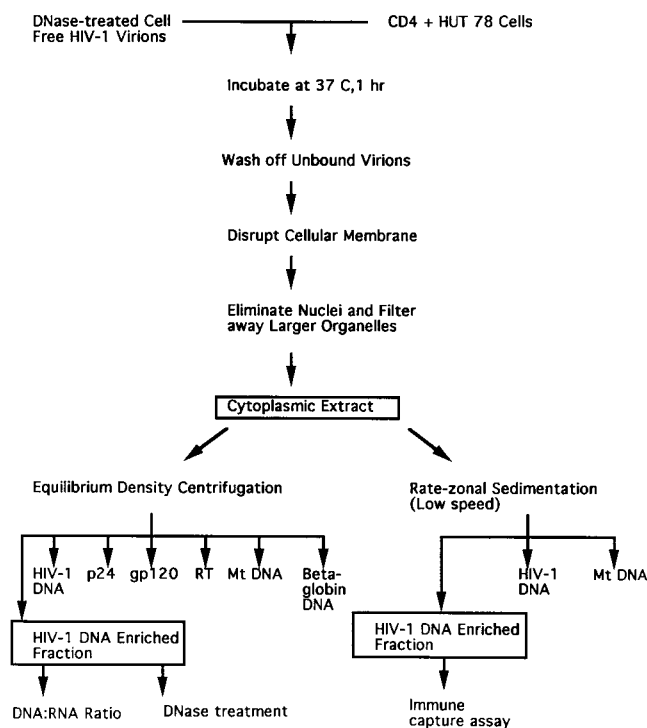 DNase-treated Cell
Free HIV-1 Virions
CD4 + HUT 78 Cells
Incubate at 37 C,1 hr
Wash off Unbound Virions
Disrupt Cellular Membrane
Eliminate Nuclei and Filter
away Larger Organelles
Cytoplasmic Extract
Equilibrium Density Centrifugation
Rate-zonal Sedimentation
(Low speed)
HIV-1
DNA
p24
gp120
RT
Mt DNA
Beta-
globin
DNA
HIV-1
DNA
Mt DNA
HIV-1 DNA Enriched
Fraction
HIV-1 DNA Enriched
Fraction
DNA:RNA Ratio
DNase treatment
Immune
capture assay